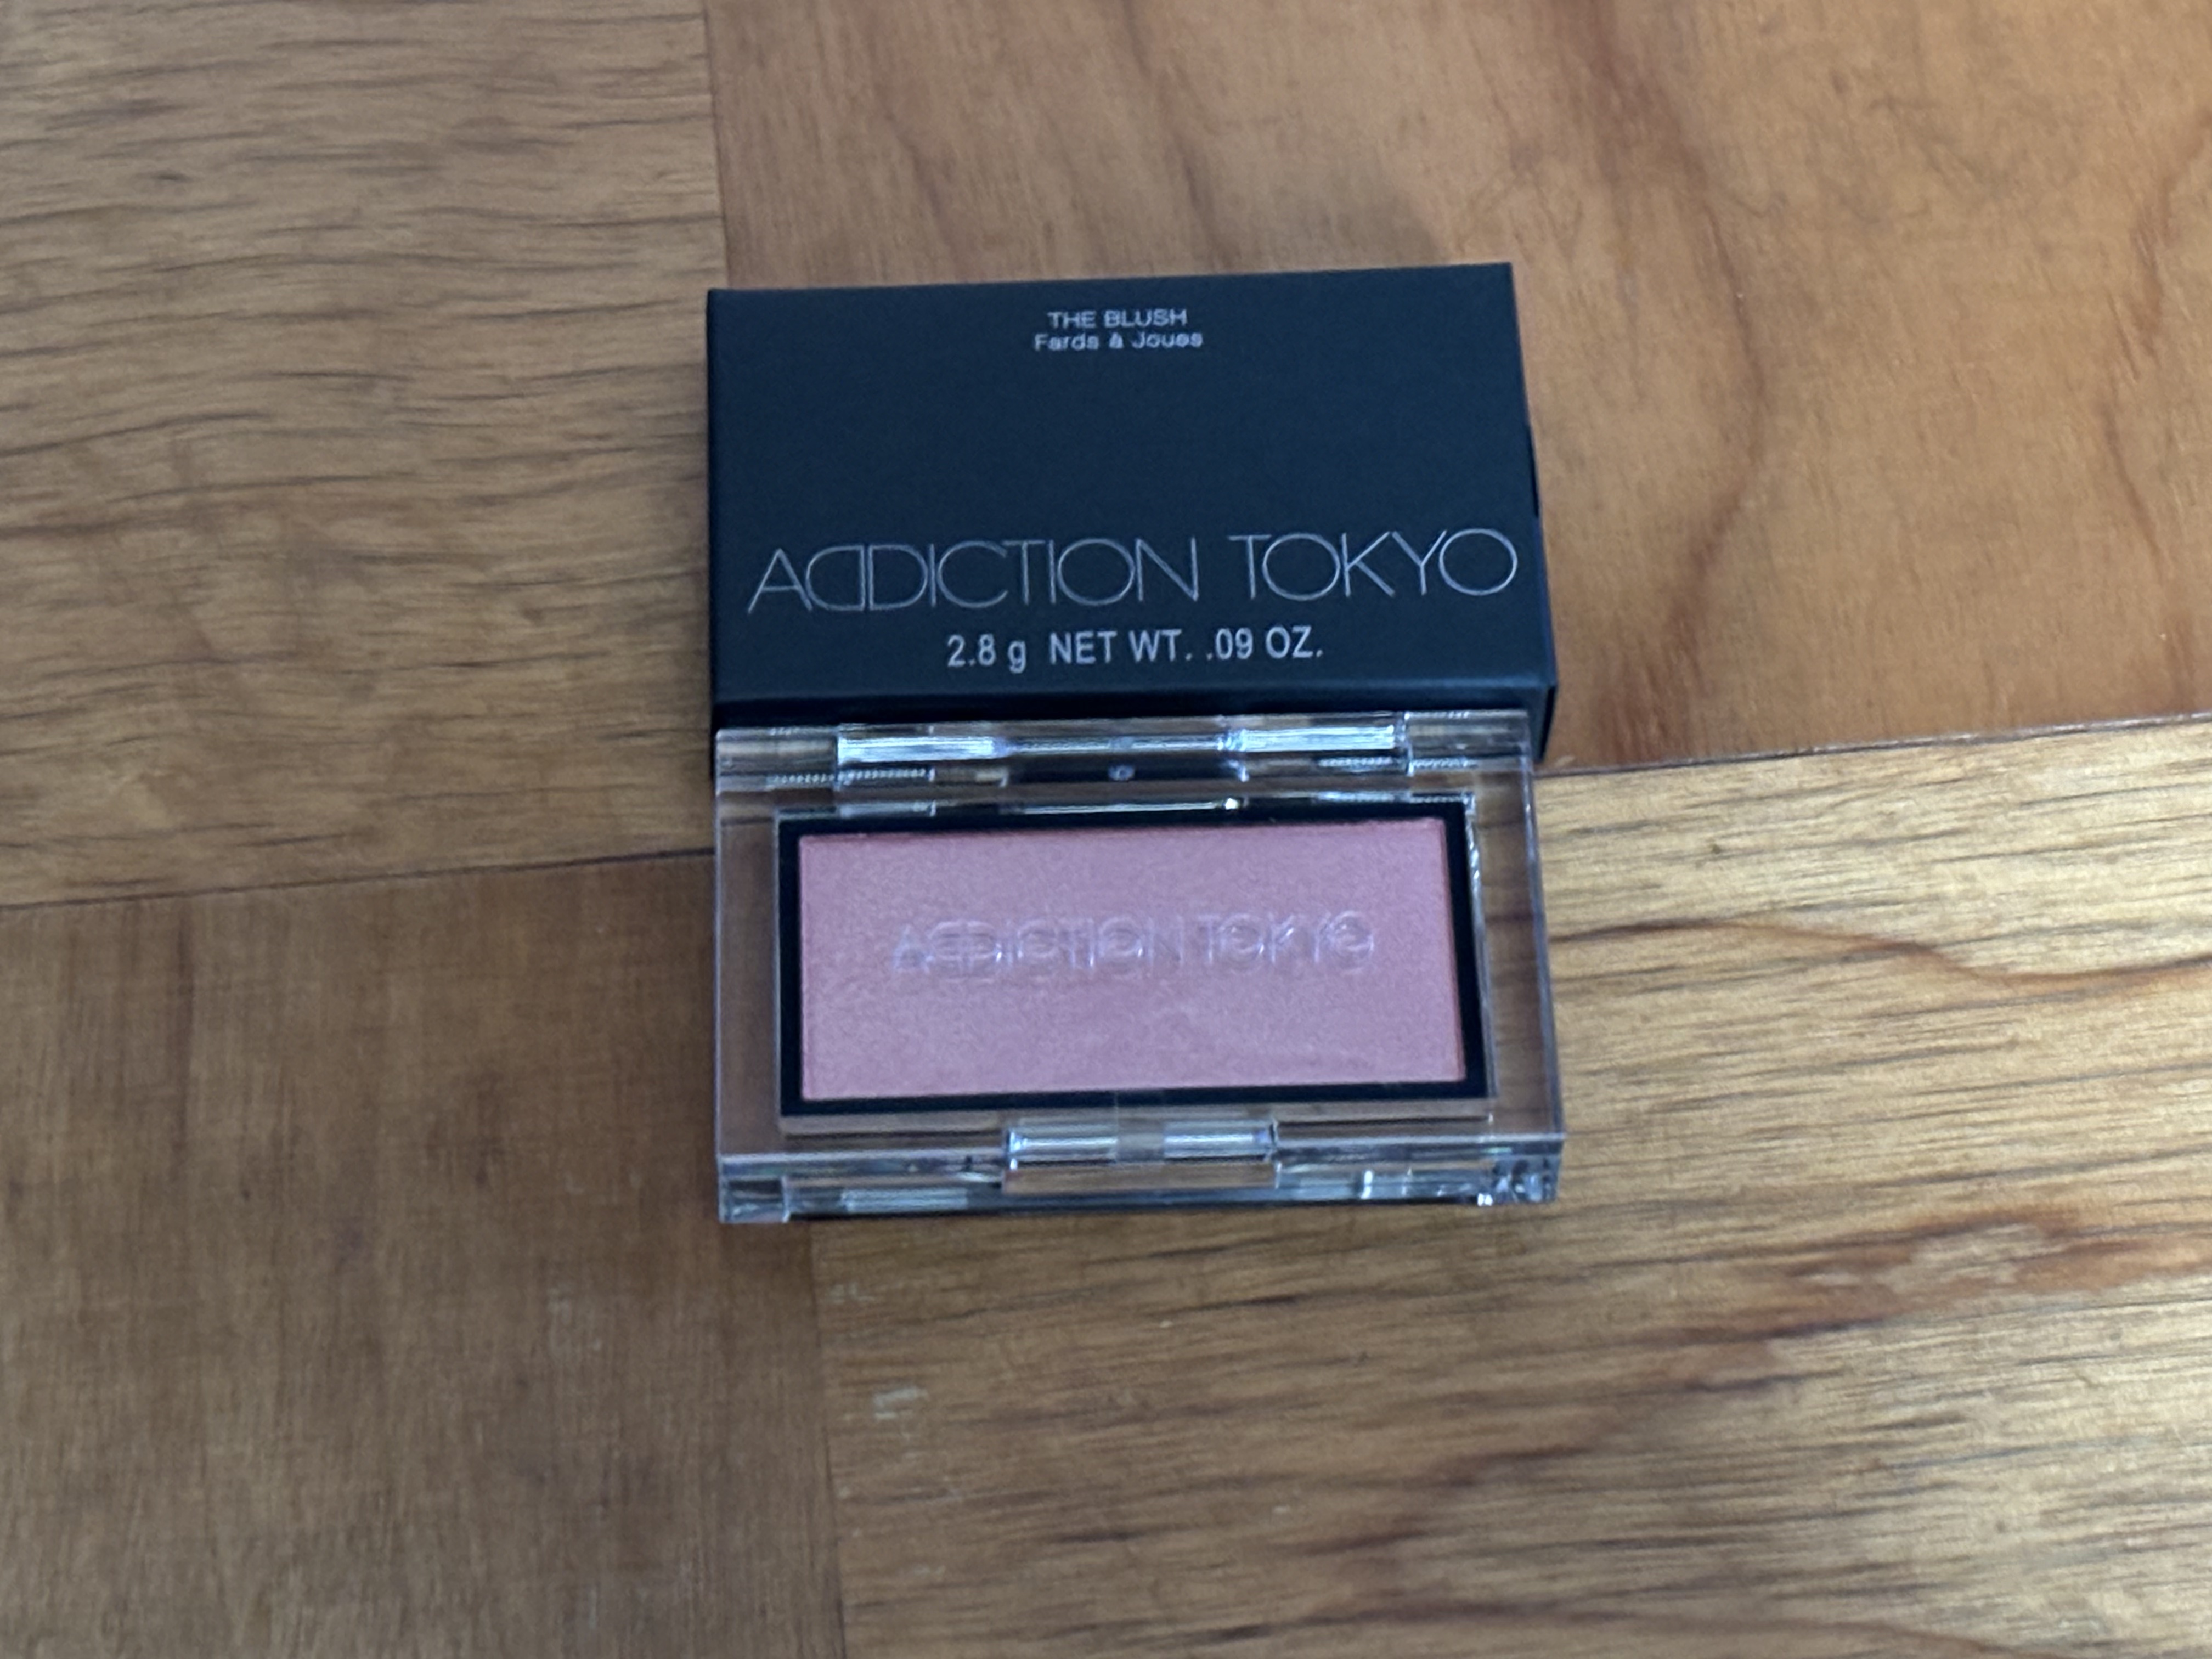 THE BLUSH
Fards à Joues
ADDICTION TOKYO
2.8 g NET WT. .09 OZ.
ADDICTION TOKYO